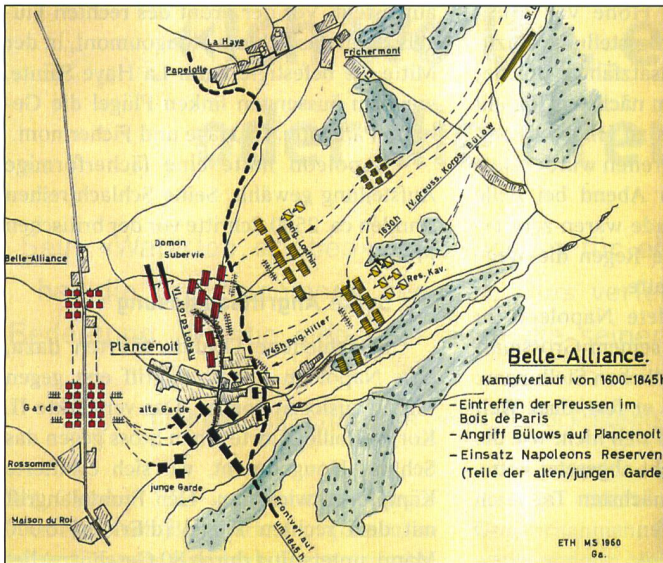 La Haye
Papelotte
Frichermont
St. L
IV. preuss. Korps Bülow
1830h
Belle-Alliance
Domon
Subervie
Brig. Losthin
Res. Kav.
VI. Korps Lobau
1745h Brig. Hiller
Plancenoit
Garde
alte Garde
junge Garde
Rossomme
Maison du Roi
Frontverlauf
um 1845h
Belle-Alliance.
Kampfverlauf von 1600-1845h
- Eintreffen der Preussen im
Bois de Paris
- Angriff Bülows auf Plancenoit
- Einsatz Napoleons Reserven
(Teile der alten/jungen Garde
ETH MS 1960
Ga.